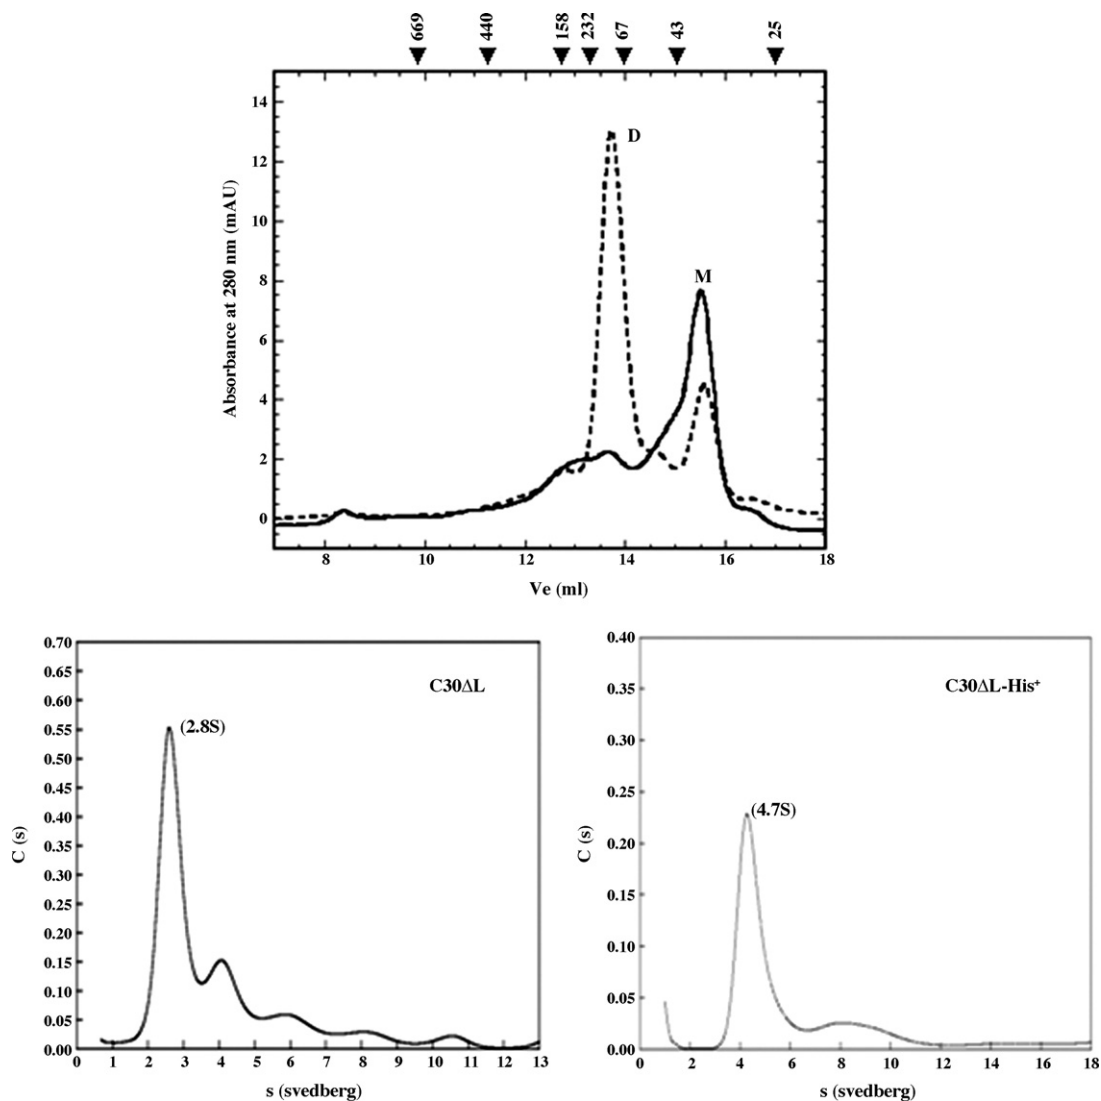 669 440 158 232 67 43 25
14
12
10
8
6
4
2
0
D
M
Absorbance at 280 nm (mAU)
8 10 12 14 16 18
Ve (ml)
0.70
0.65
0.60
0.55
0.50
0.45
0.40
0.35
0.30
0.25
0.20
0.15
0.10
0.05
0.00
C30ΔL
(2.8S)
C (s)
0 1 2 3 4 5 6 7 8 9 10 11 12 13
s (svedberg)
0.40
0.35
0.30
0.25
0.20
0.15
0.10
0.05
0.00
C30ΔL-His⁺
(4.7S)
C (s)
0 2 4 6 8 10 12 14 16 18
s (svedberg)